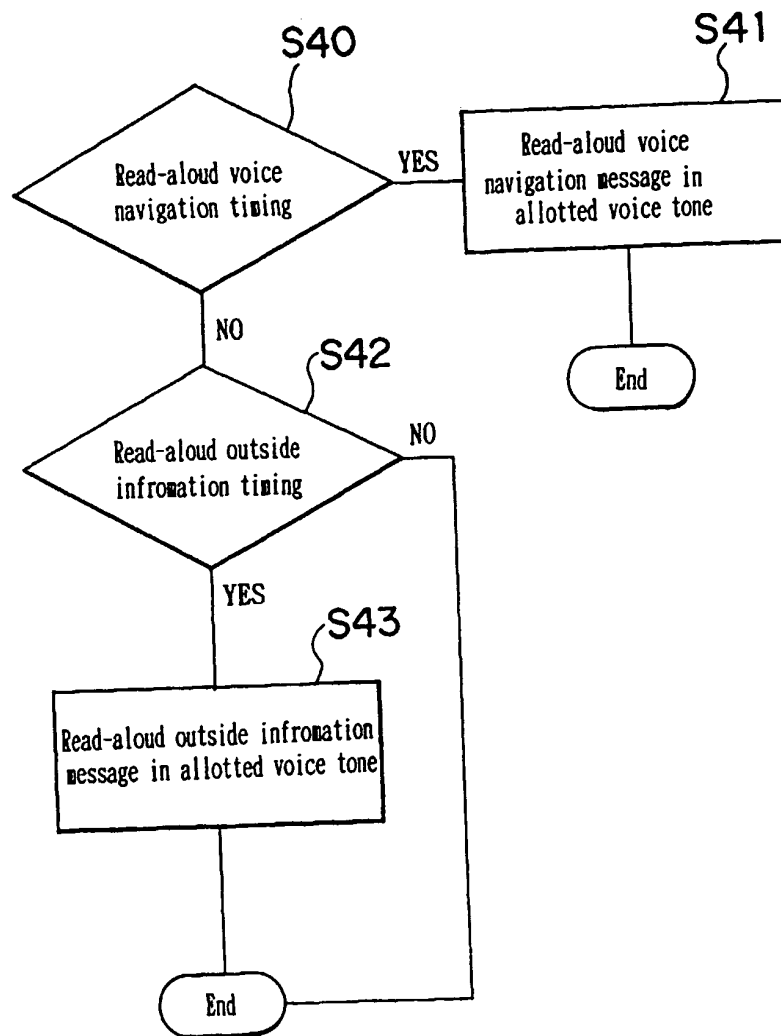 S40
S41
Read-aloud voice
navigation timing
YES
Read-aloud voice
navigation message in
allotted voice tone
NO
End
S42
Read-aloud outside
infromation timing
NO
YES
S43
Read-aloud outside infromation
message in allotted voice tone
End